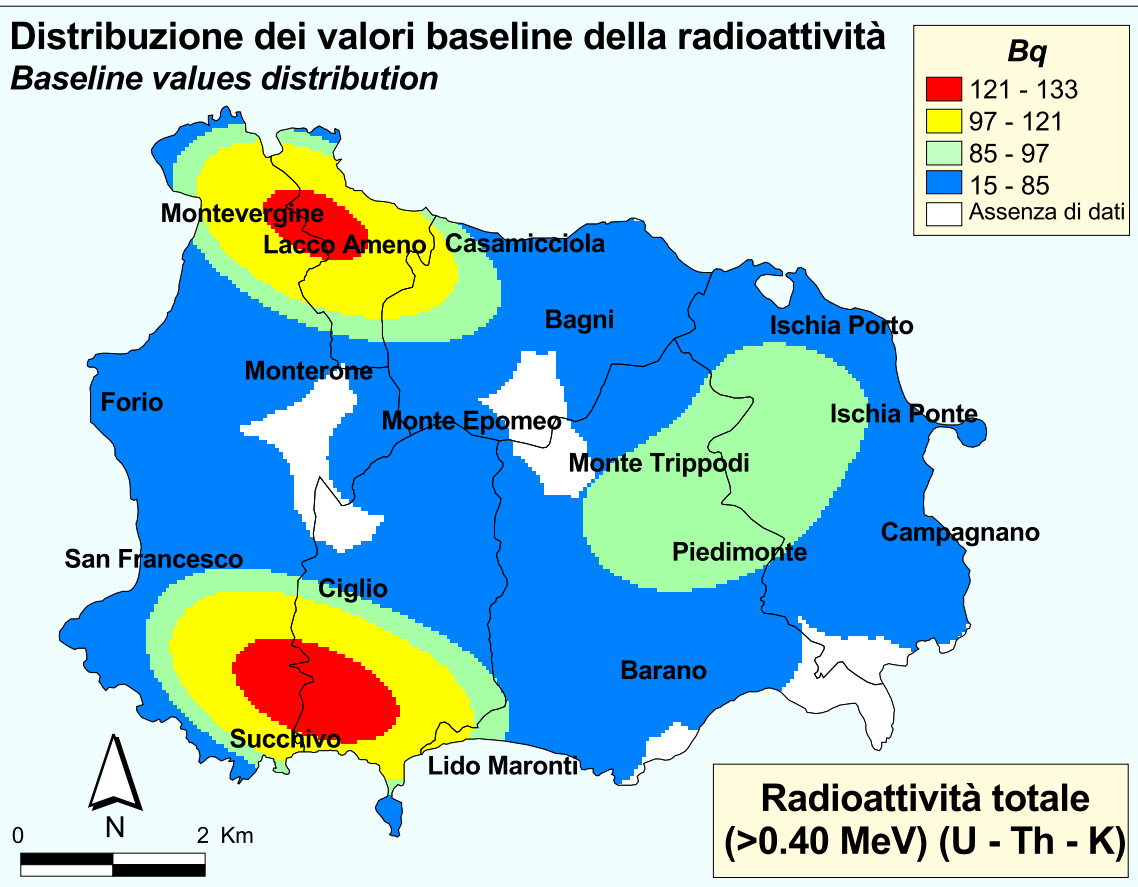 Distribuzione dei valori baseline della radioattività
Baseline values distribution
Bq
121 - 133
97 - 121
85 - 97
15 - 85
Assenza di dati
Montevergine
Lacco Ameno
Casamicciola
Bagni
Ischia Porto
Monterone
Forio
Monte Epomeo
Ischia Ponte
Monte Trippodi
Campagnano
San Francesco
Piedimonte
Ciglio
Barano
Succhivo
Lido Maronti
N
0 2 Km
Radioattività totale
(>0.40 MeV) (U - Th - K)